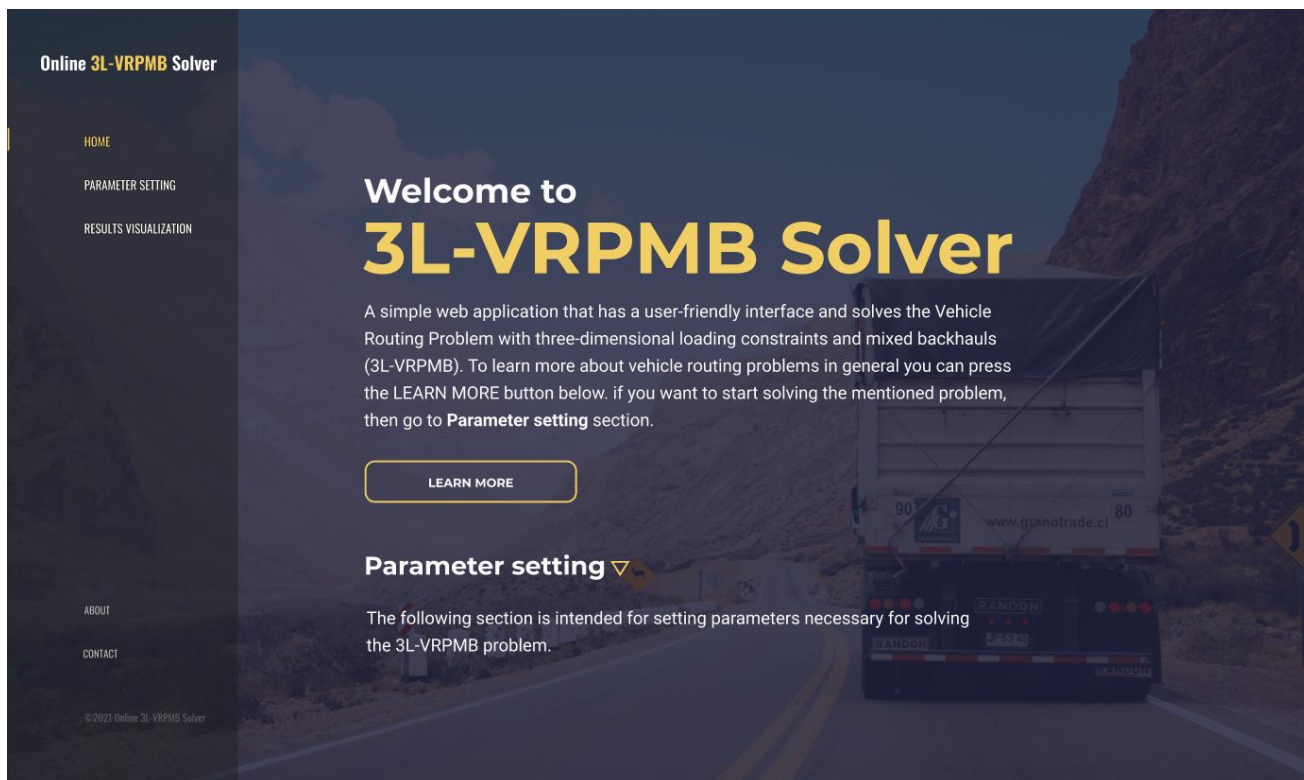 Online 3L-VRPMB Solver
HOME
PARAMETER SETTING
RESULTS VISUALIZATION
ABOUT
CONTACT
©2021 Online 3L-VRPMB Solver
Welcome to
3L-VRPMB Solver
A simple web application that has a user-friendly interface and solves the Vehicle
Routing Problem with three-dimensional loading constraints and mixed backhauls
(3L-VRPMB). To learn more about vehicle routing problems in general you can press
the LEARN MORE button below. if you want to start solving the mentioned problem,
then go to Parameter setting section.
LEARN MORE
Parameter setting
The following section is intended for setting parameters necessary for solving
the 3L-VRPMB problem.
90
www.granotrade.cl
80
RANDON
RANDON
RANDON